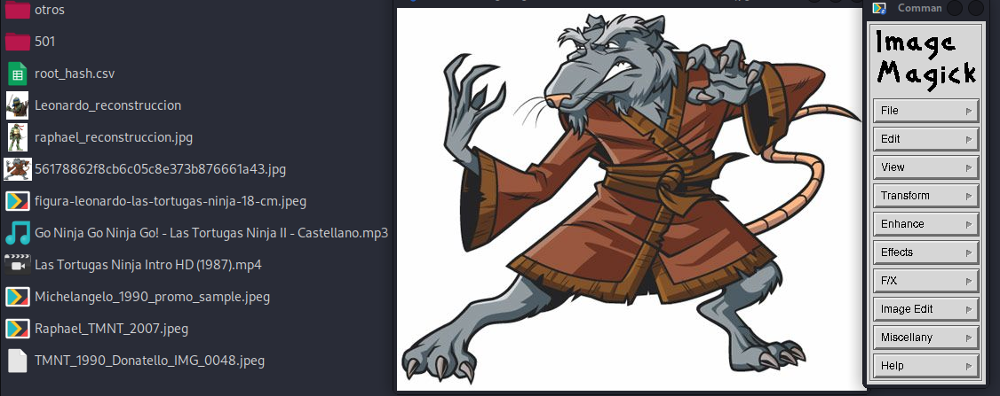 otros
501
root_hash.csv
Leonardo_reconstruccion
raphael_reconstruccion.jpg
56178862f8cb6c05c8e373b876661a43.jpg
figura-leonardo-las-tortugas-ninja-18-cm.jpeg
Go Ninja Go Ninja Go! - Las Tortugas Ninja II - Castellano.mp3
Las Tortugas Ninja Intro HD (1987).mp4
Michelangelo_1990_promo_sample.jpeg
Raphael_TMNT_2007.jpeg
TMNT_1990_Donatello_IMG_0048.jpeg
Comman
Image
Magick
File
Edit
View
Transform
Enhance
Effects
F/X
Image Edit
Miscellany
Help